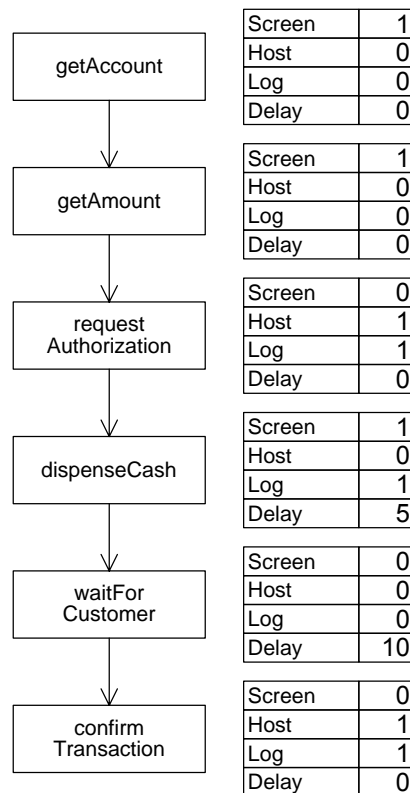 getAccount
Screen 1
Host 0
Log 0
Delay 0
getAmount
Screen 1
Host 0
Log 0
Delay 0
request
Authorization
Screen 0
Host 1
Log 1
Delay 0
dispenseCash
Screen 1
Host 0
Log 1
Delay 5
waitFor
Customer
Screen 0
Host 0
Log 0
Delay 10
confirm
Transaction
Screen 0
Host 1
Log 1
Delay 0